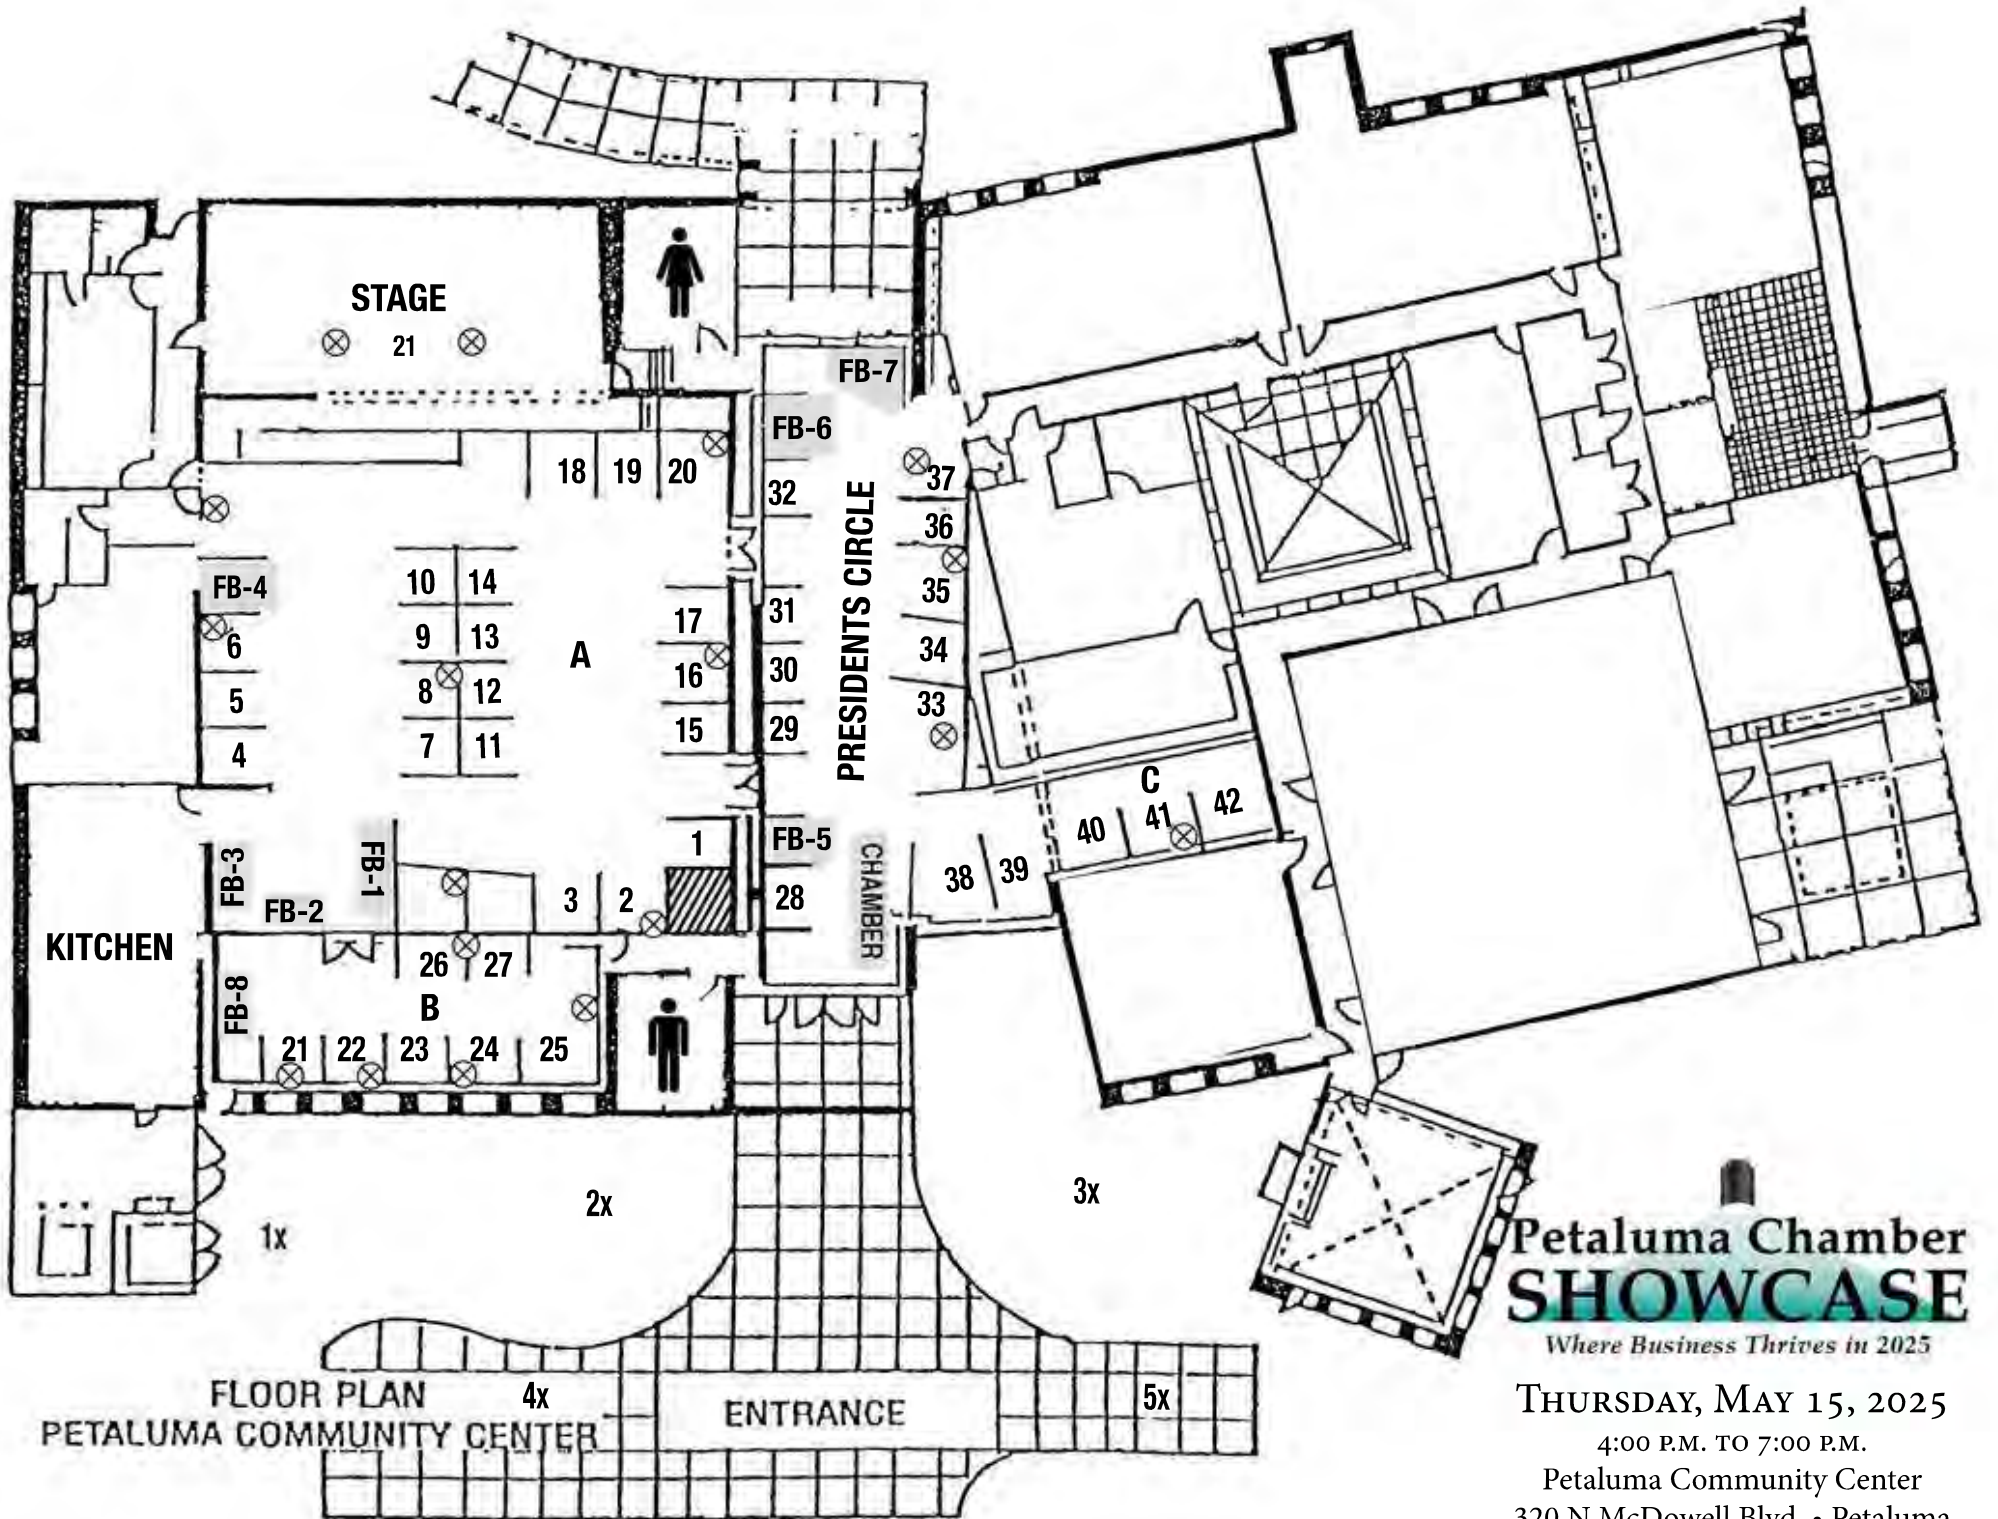 STAGE
21
FB-7
FB-6
37
18 19 20
32
36
FB-4
10 14
35
31
17
9 13
6
A
34
30
16
8 12
5
33
29
15
7 11
4
PRESIDENTS CIRCLE
C
40 41 42
1
FB-5
FB-3
FB-1
CHAMBER
38 39
3 2
28
FB-2
KITCHEN
26 27
FB-8
B
21 22 23 24 25
1x
2x
3x
4x
5x
FLOOR PLAN
PETALUMA COMMUNITY CENTER
ENTRANCE
Petaluma Chamber
SHOWCASE
Where Business Thrives in 2025
Thursday, May 15, 2025
4:00 p.m. to 7:00 p.m.
Petaluma Community Center
320 N McDowell Blvd. • Petaluma